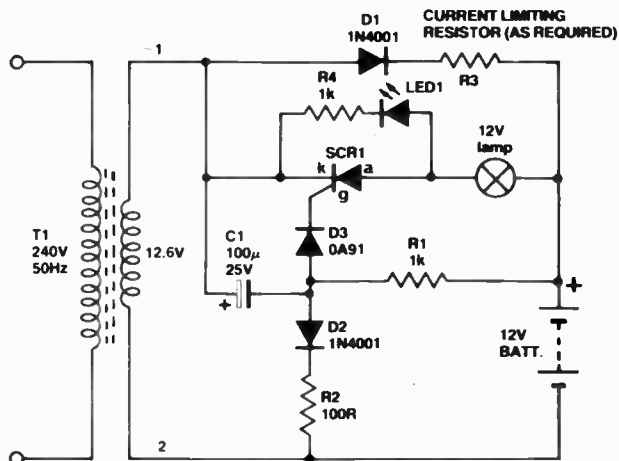 CURRENT LIMITING
RESISTOR (AS REQUIRED)
D1
1N4001
1
R3
R4
1k
LED1
12V
lamp
SCR1
k
a
g
T1
240V
50Hz
12.6V
C1
100μ
25V
+
D3
0A91
R1
1k
+
D2
1N4001
12V
BATT.
R2
100R
2